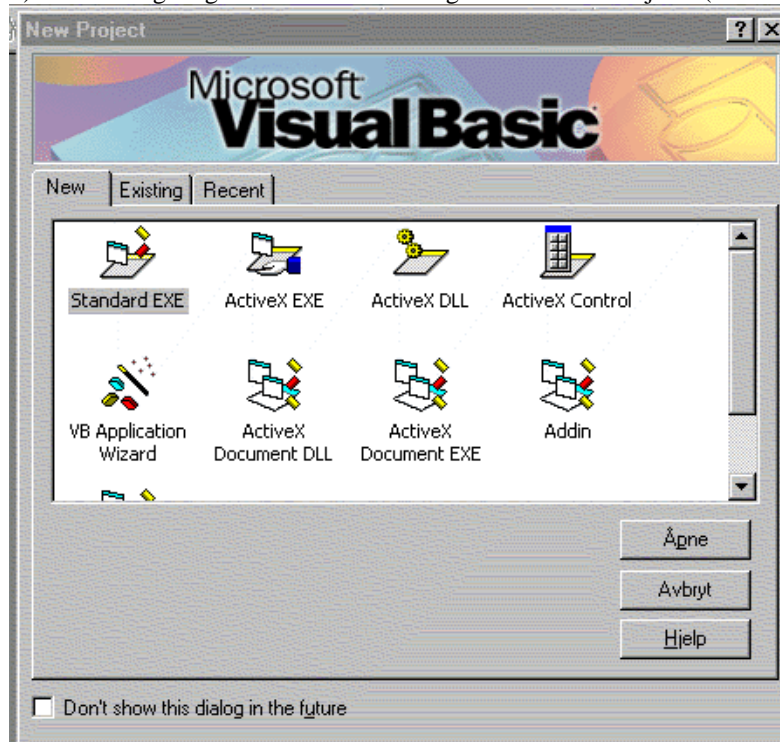 New Project
Microsoft
Visual Basic
New Existing Recent
Standard EXE ActiveX EXE ActiveX DLL ActiveX Control
VB Application Wizard
ActiveX Document DLL
ActiveX Document EXE
Addin
Åpne
Avbryt
Hjelp
Don't show this dialog in the future